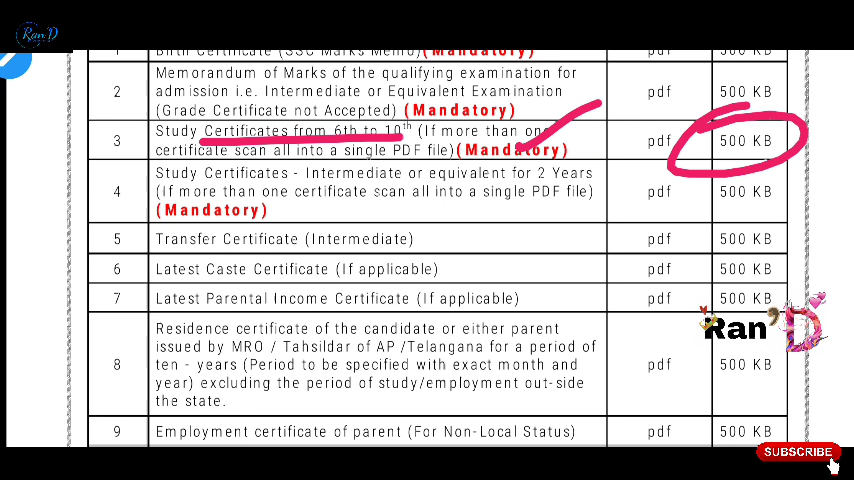 Ran'D
1 Birth Certificate (SSC Marks Memo)(Mandatory) pdf 500 KB
Memorandum of Marks of the qualifying examination for
2 admission i.e. Intermediate or Equivalent Examination pdf 500 KB
(Grade Certificate not Accepted) (Mandatory)
3 Study Certificates from 6th to 10th (If more than one pdf 500 KB
certificate scan all into a single PDF file)(Mandatory)
Study Certificates - Intermediate or equivalent for 2 Years
4 (If more than one certificate scan all into a single PDF file) pdf 500 KB
(Mandatory)
5 Transfer Certificate (Intermediate) pdf 500 KB
6 Latest Caste Certificate (If applicable) pdf 500 KB
7 Latest Parental Income Certificate (If applicable) pdf 500 KB
Ran'D
Residence certificate of the candidate or either parent
issued by MRO / Tahsildar of AP /Telangana for a period of
8 ten - years (Period to be specified with exact month and pdf 500 KB
year) excluding the period of study/employment out-side
the state.
9 Employment certificate of parent (For Non-Local Status) pdf 500 KB
SUBSCRIBE